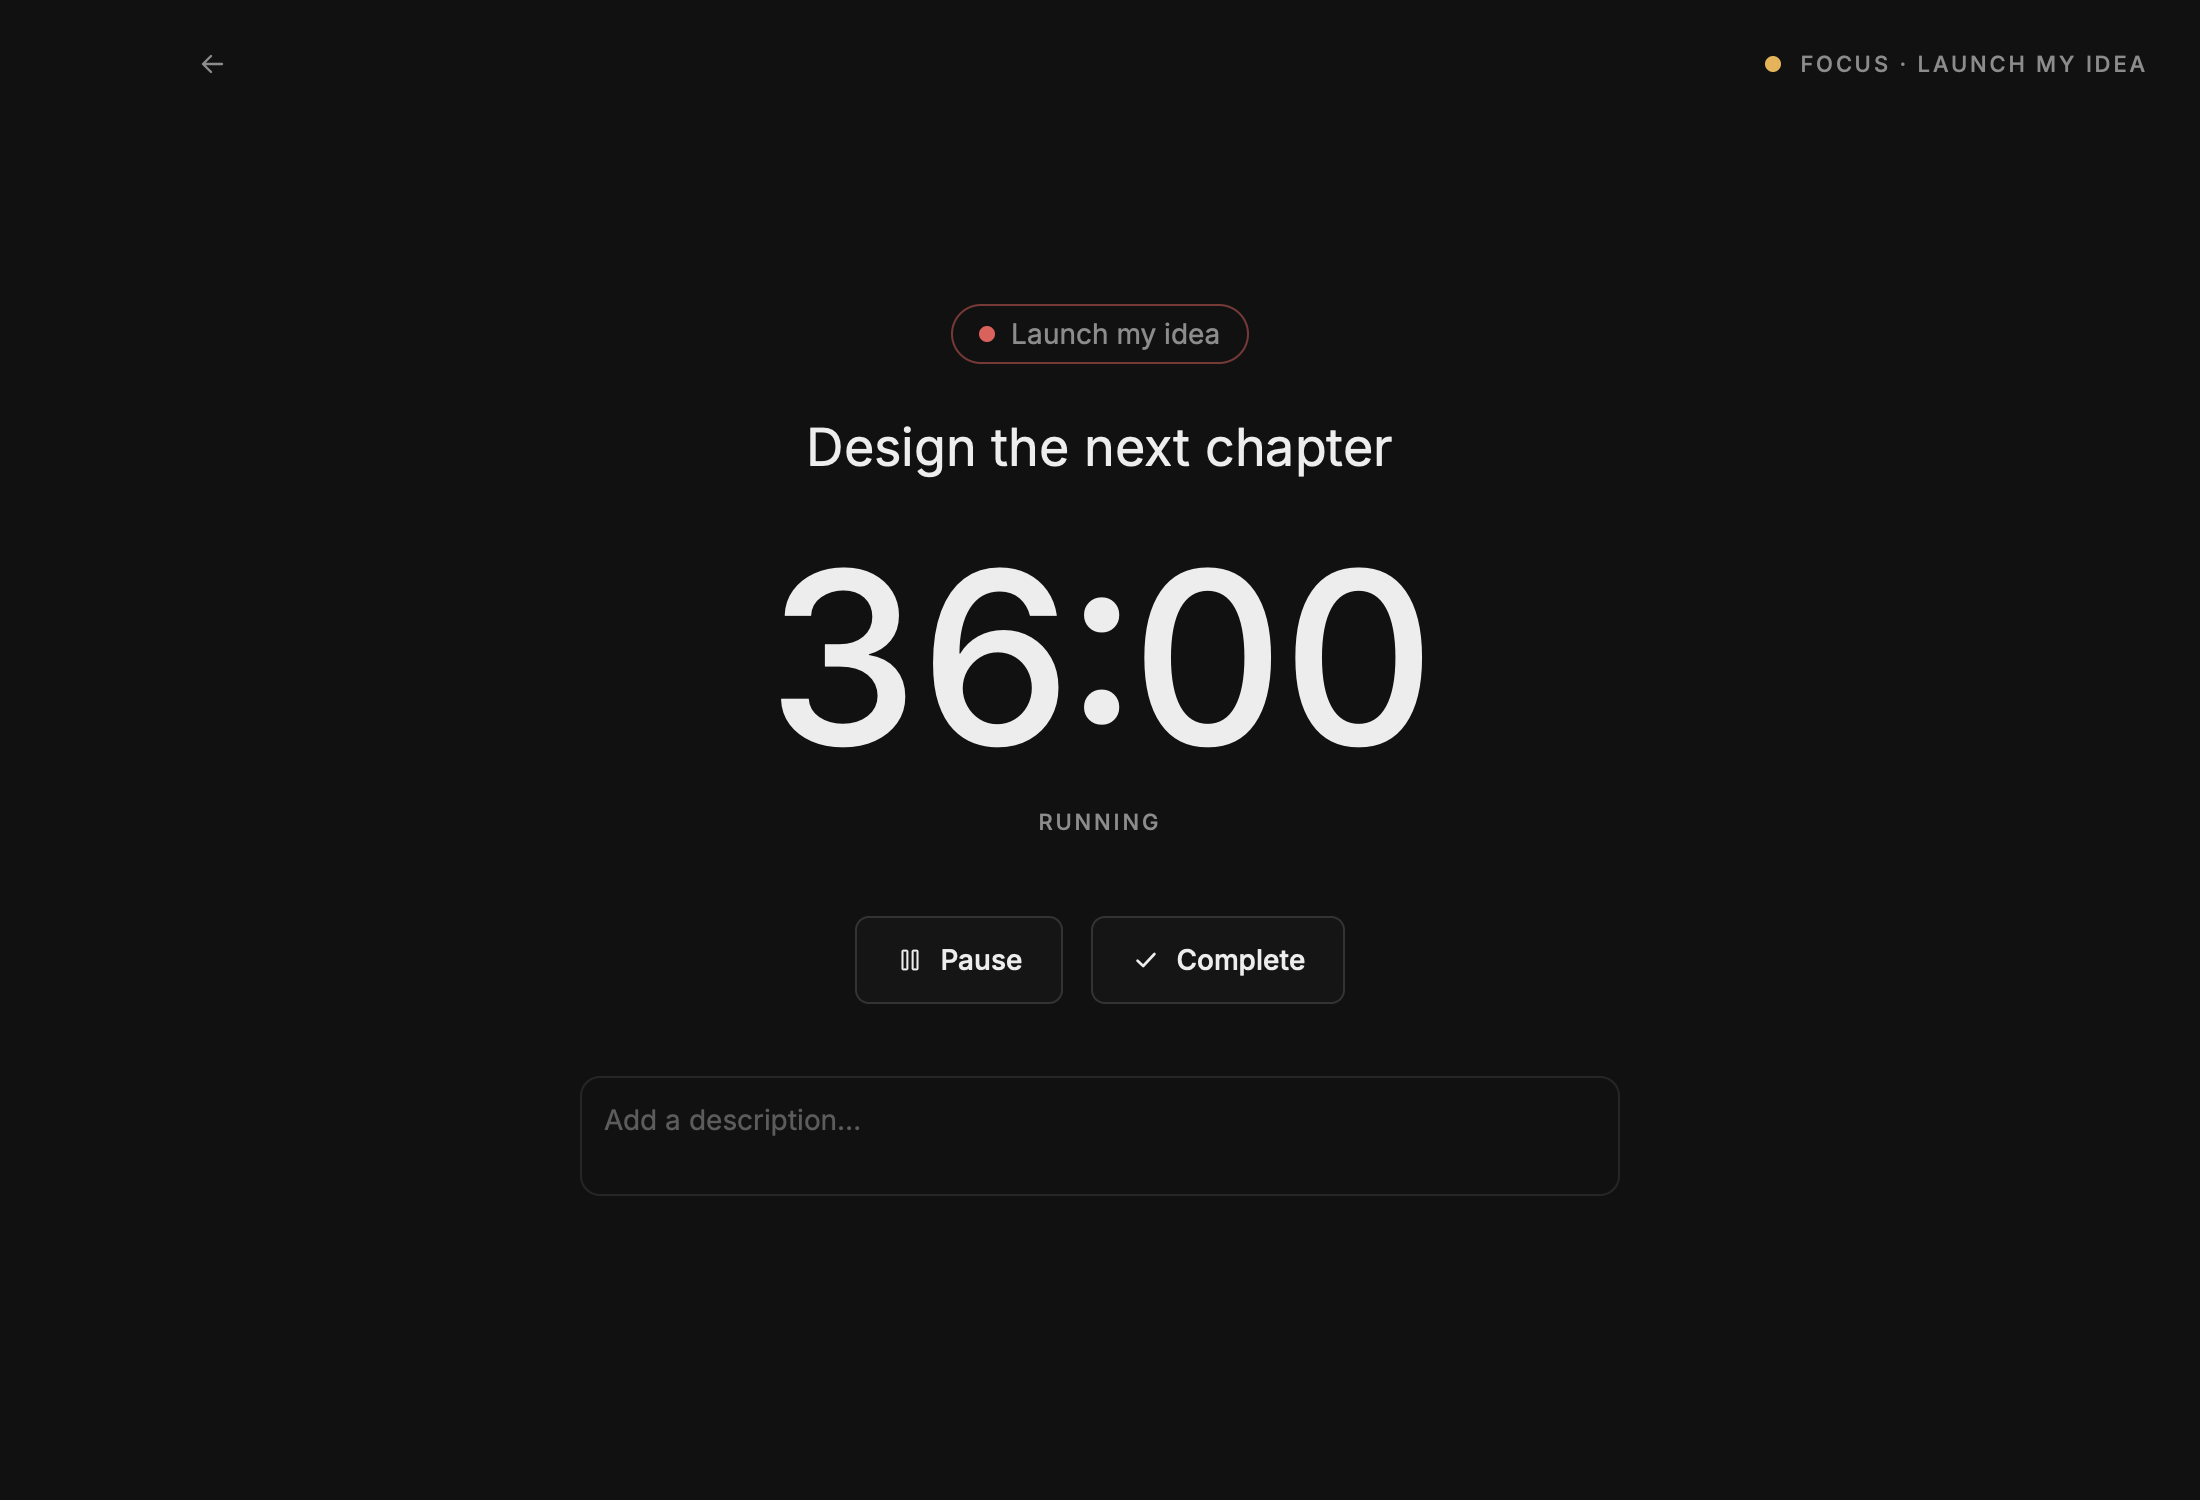 FOCUS · LAUNCH MY IDEA
Launch my idea
Design the next chapter
36:00
RUNNING
Pause
Complete
Add a description...